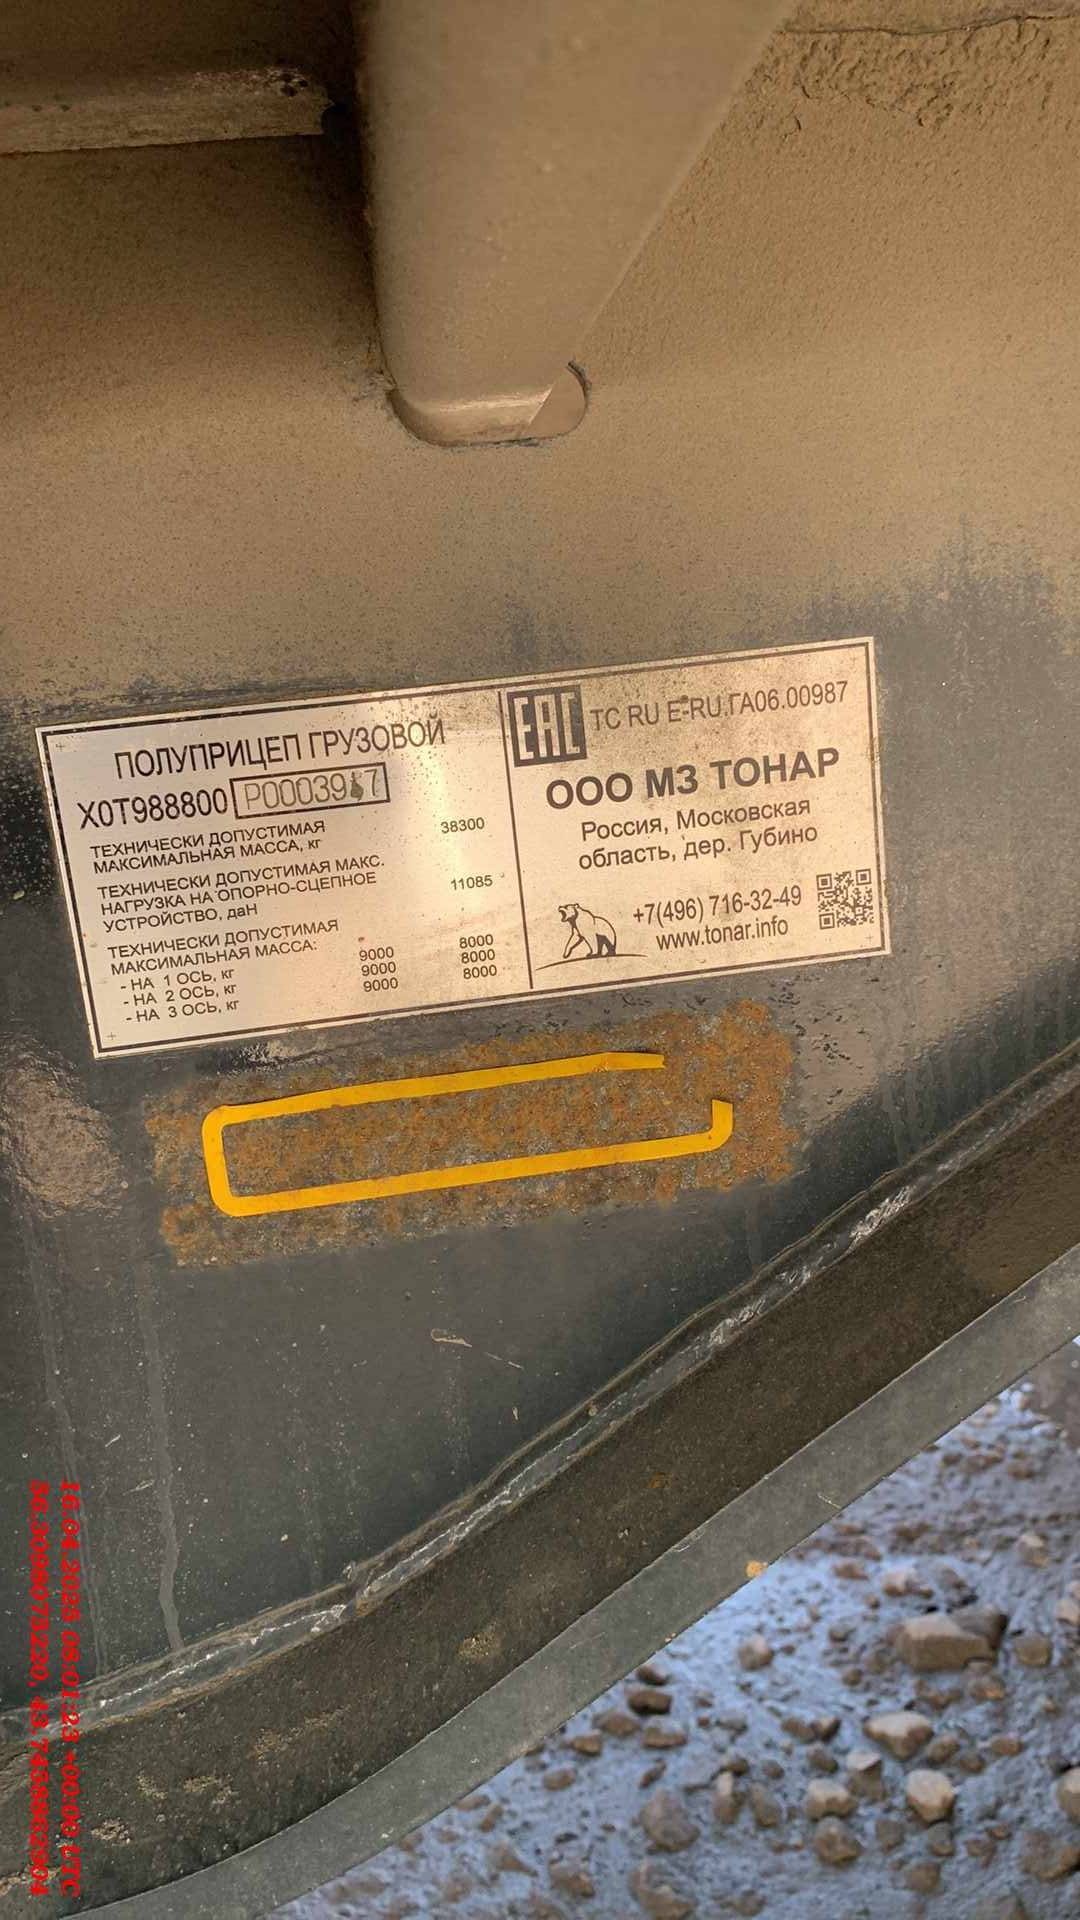 ПОЛУПРИЦЕП ГРУЗОВОЙ
X0T988800
ТЕХНИЧЕСКИ ДОПУСТИМАЯ
МАКСИМАЛЬНАЯ МАССА, кг 38300
ТЕХНИЧЕСКИ ДОПУСТИМАЯ МАКС.
НАГРУЗКА НА ОПОРНО-СЦЕПНОЕ
УСТРОЙСТВО, даН 11085
ТЕХНИЧЕСКИ ДОПУСТИМАЯ
МАКСИМАЛЬНАЯ МАССА:
- НА 1 ОСЬ, кг 9000 8000
- НА 2 ОСЬ, кг 9000 8000
- НА 3 ОСЬ, кг 9000 8000
EAC ТС RU E-RU.ГА06.00987
ООО МЗ ТОНАР
Россия, Московская
область, дер. Губино
+7(496) 716-32-49
www.tonar.info
16.04.2025 08:01:23 +00:00 UTC